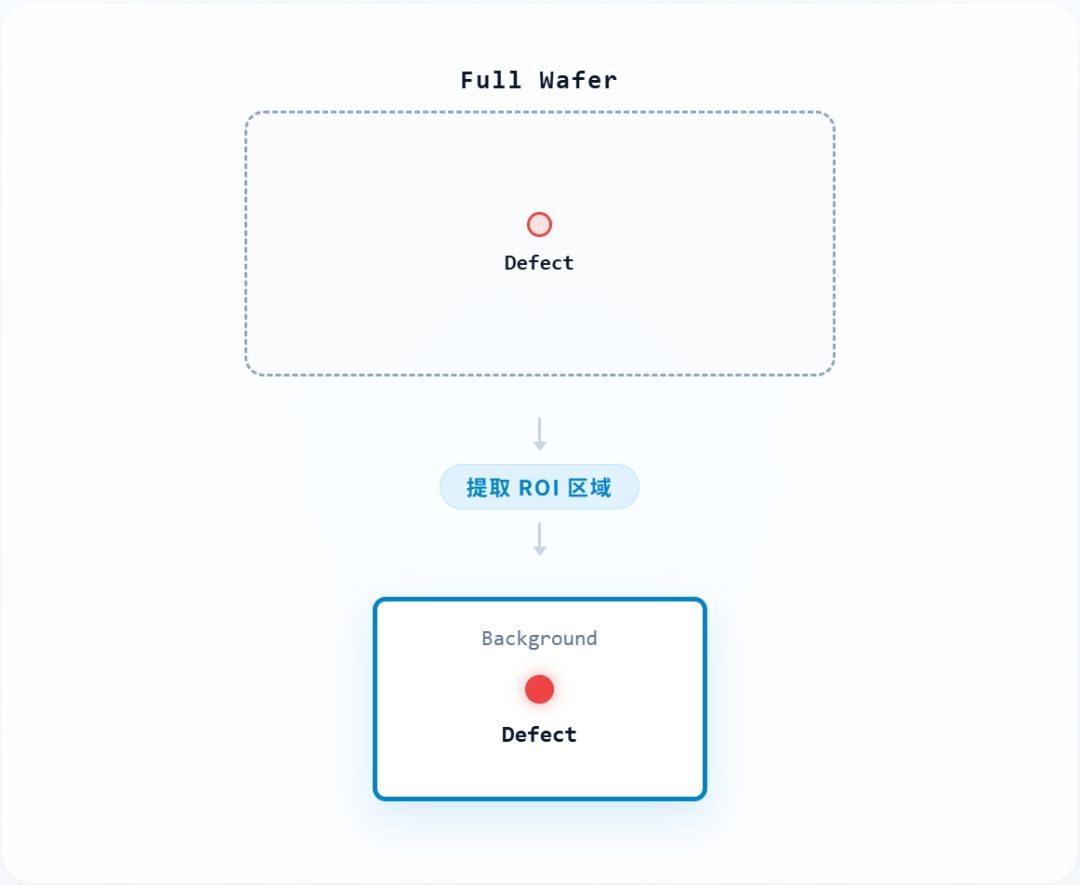 Full Wafer
Defect
提取 ROI 区域
Background
Defect